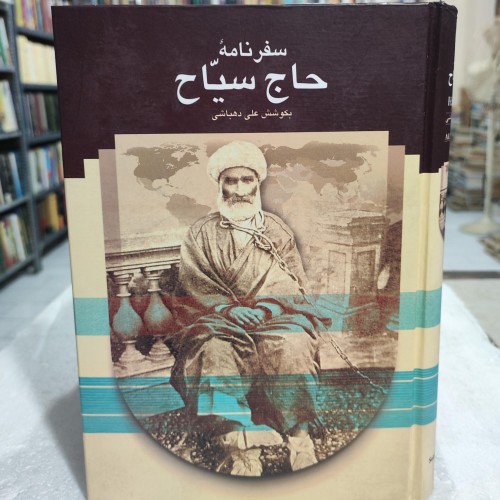 سفرنامهٔ
حاج سیّاح
بکوشش علی دهباشی